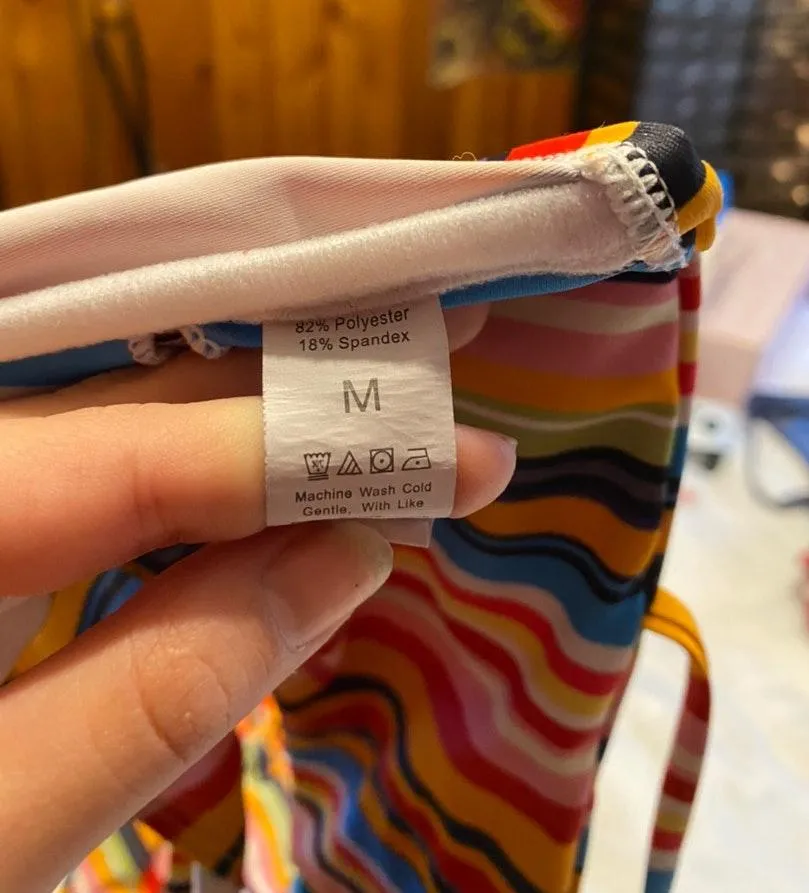 82% Polyester
18% Spandex
M
Machine Wash Cold
Gentle, With Like